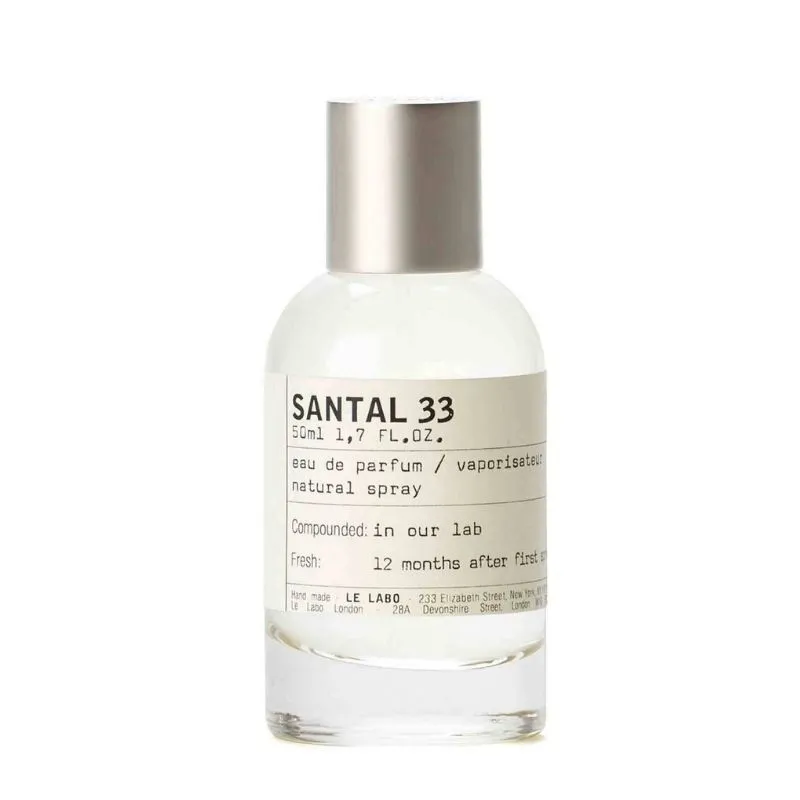 SANTAL 33
50ml 1,7 FL.OZ.
eau de parfum / vaporisateur
natural spray
Compounded: in our lab
Fresh: 12 months after first
Hand made - LE LABO - 233 Elizabeth Street, New York,
Le Labo London - 28A Devonshire Street, London